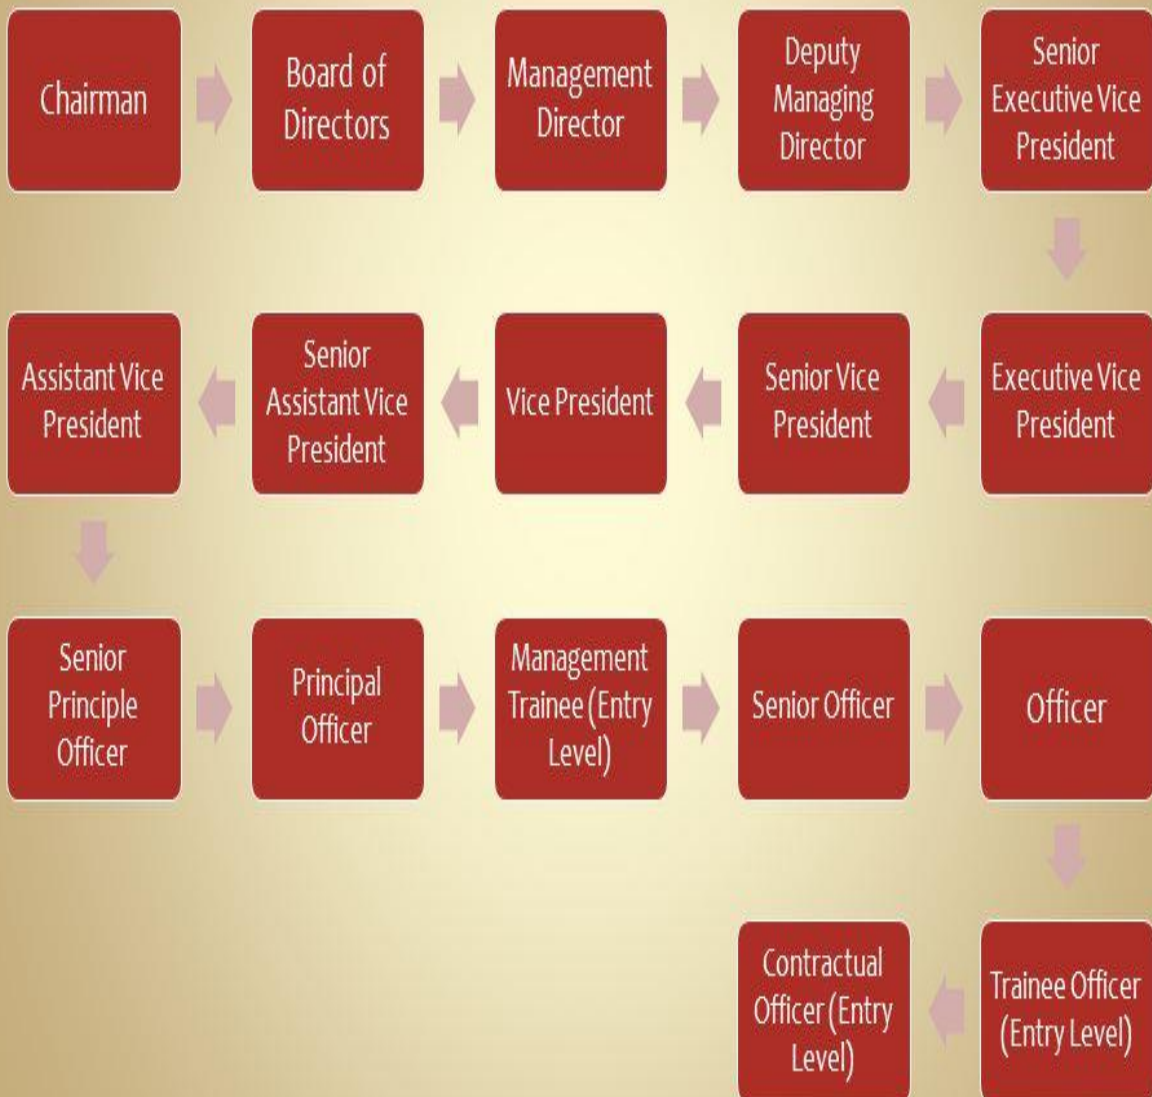 Chairman
Board of
Directors
Management
Director
Deputy
Managing
Director
Senior
Executive Vice
President
Executive Vice
President
Senior Vice
President
Vice President
Senior
Assistant Vice
President
Assistant Vice
President
Senior
Principle
Officer
Principal
Officer
Management
Trainee (Entry
Level)
Senior Officer
Officer
Trainee Officer
(Entry Level)
Contractual
Officer (Entry
Level)